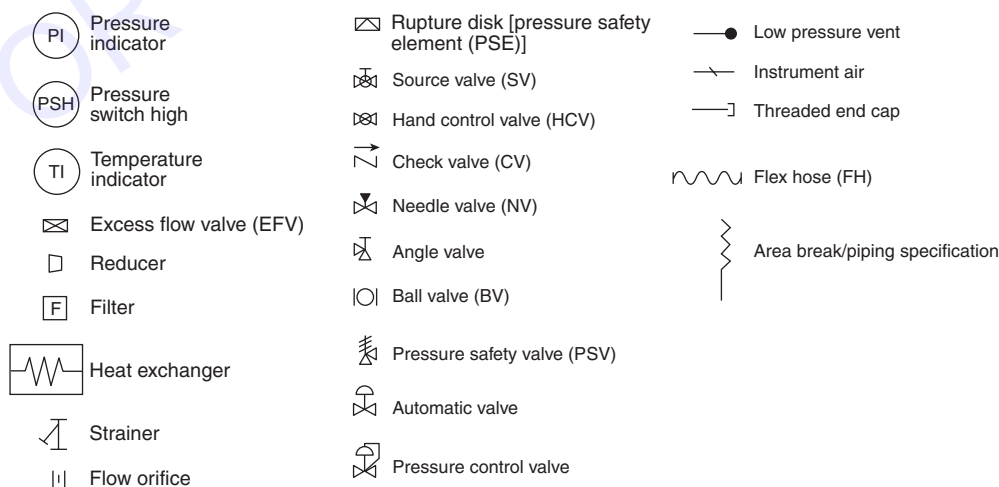 PI
Pressure
indicator
PSH
Pressure
switch high
TI
Temperature
indicator
Excess flow valve (EFV)
Reducer
F
Filter
Heat exchanger
Strainer
Flow orifice
Rupture disk [pressure safety
element (PSE)]
Source valve (SV)
Hand control valve (HCV)
Check valve (CV)
Needle valve (NV)
Angle valve
Ball valve (BV)
Pressure safety valve (PSV)
Automatic valve
Pressure control valve
Low pressure vent
Instrument air
Threaded end cap
Flex hose (FH)
Area break/piping specification